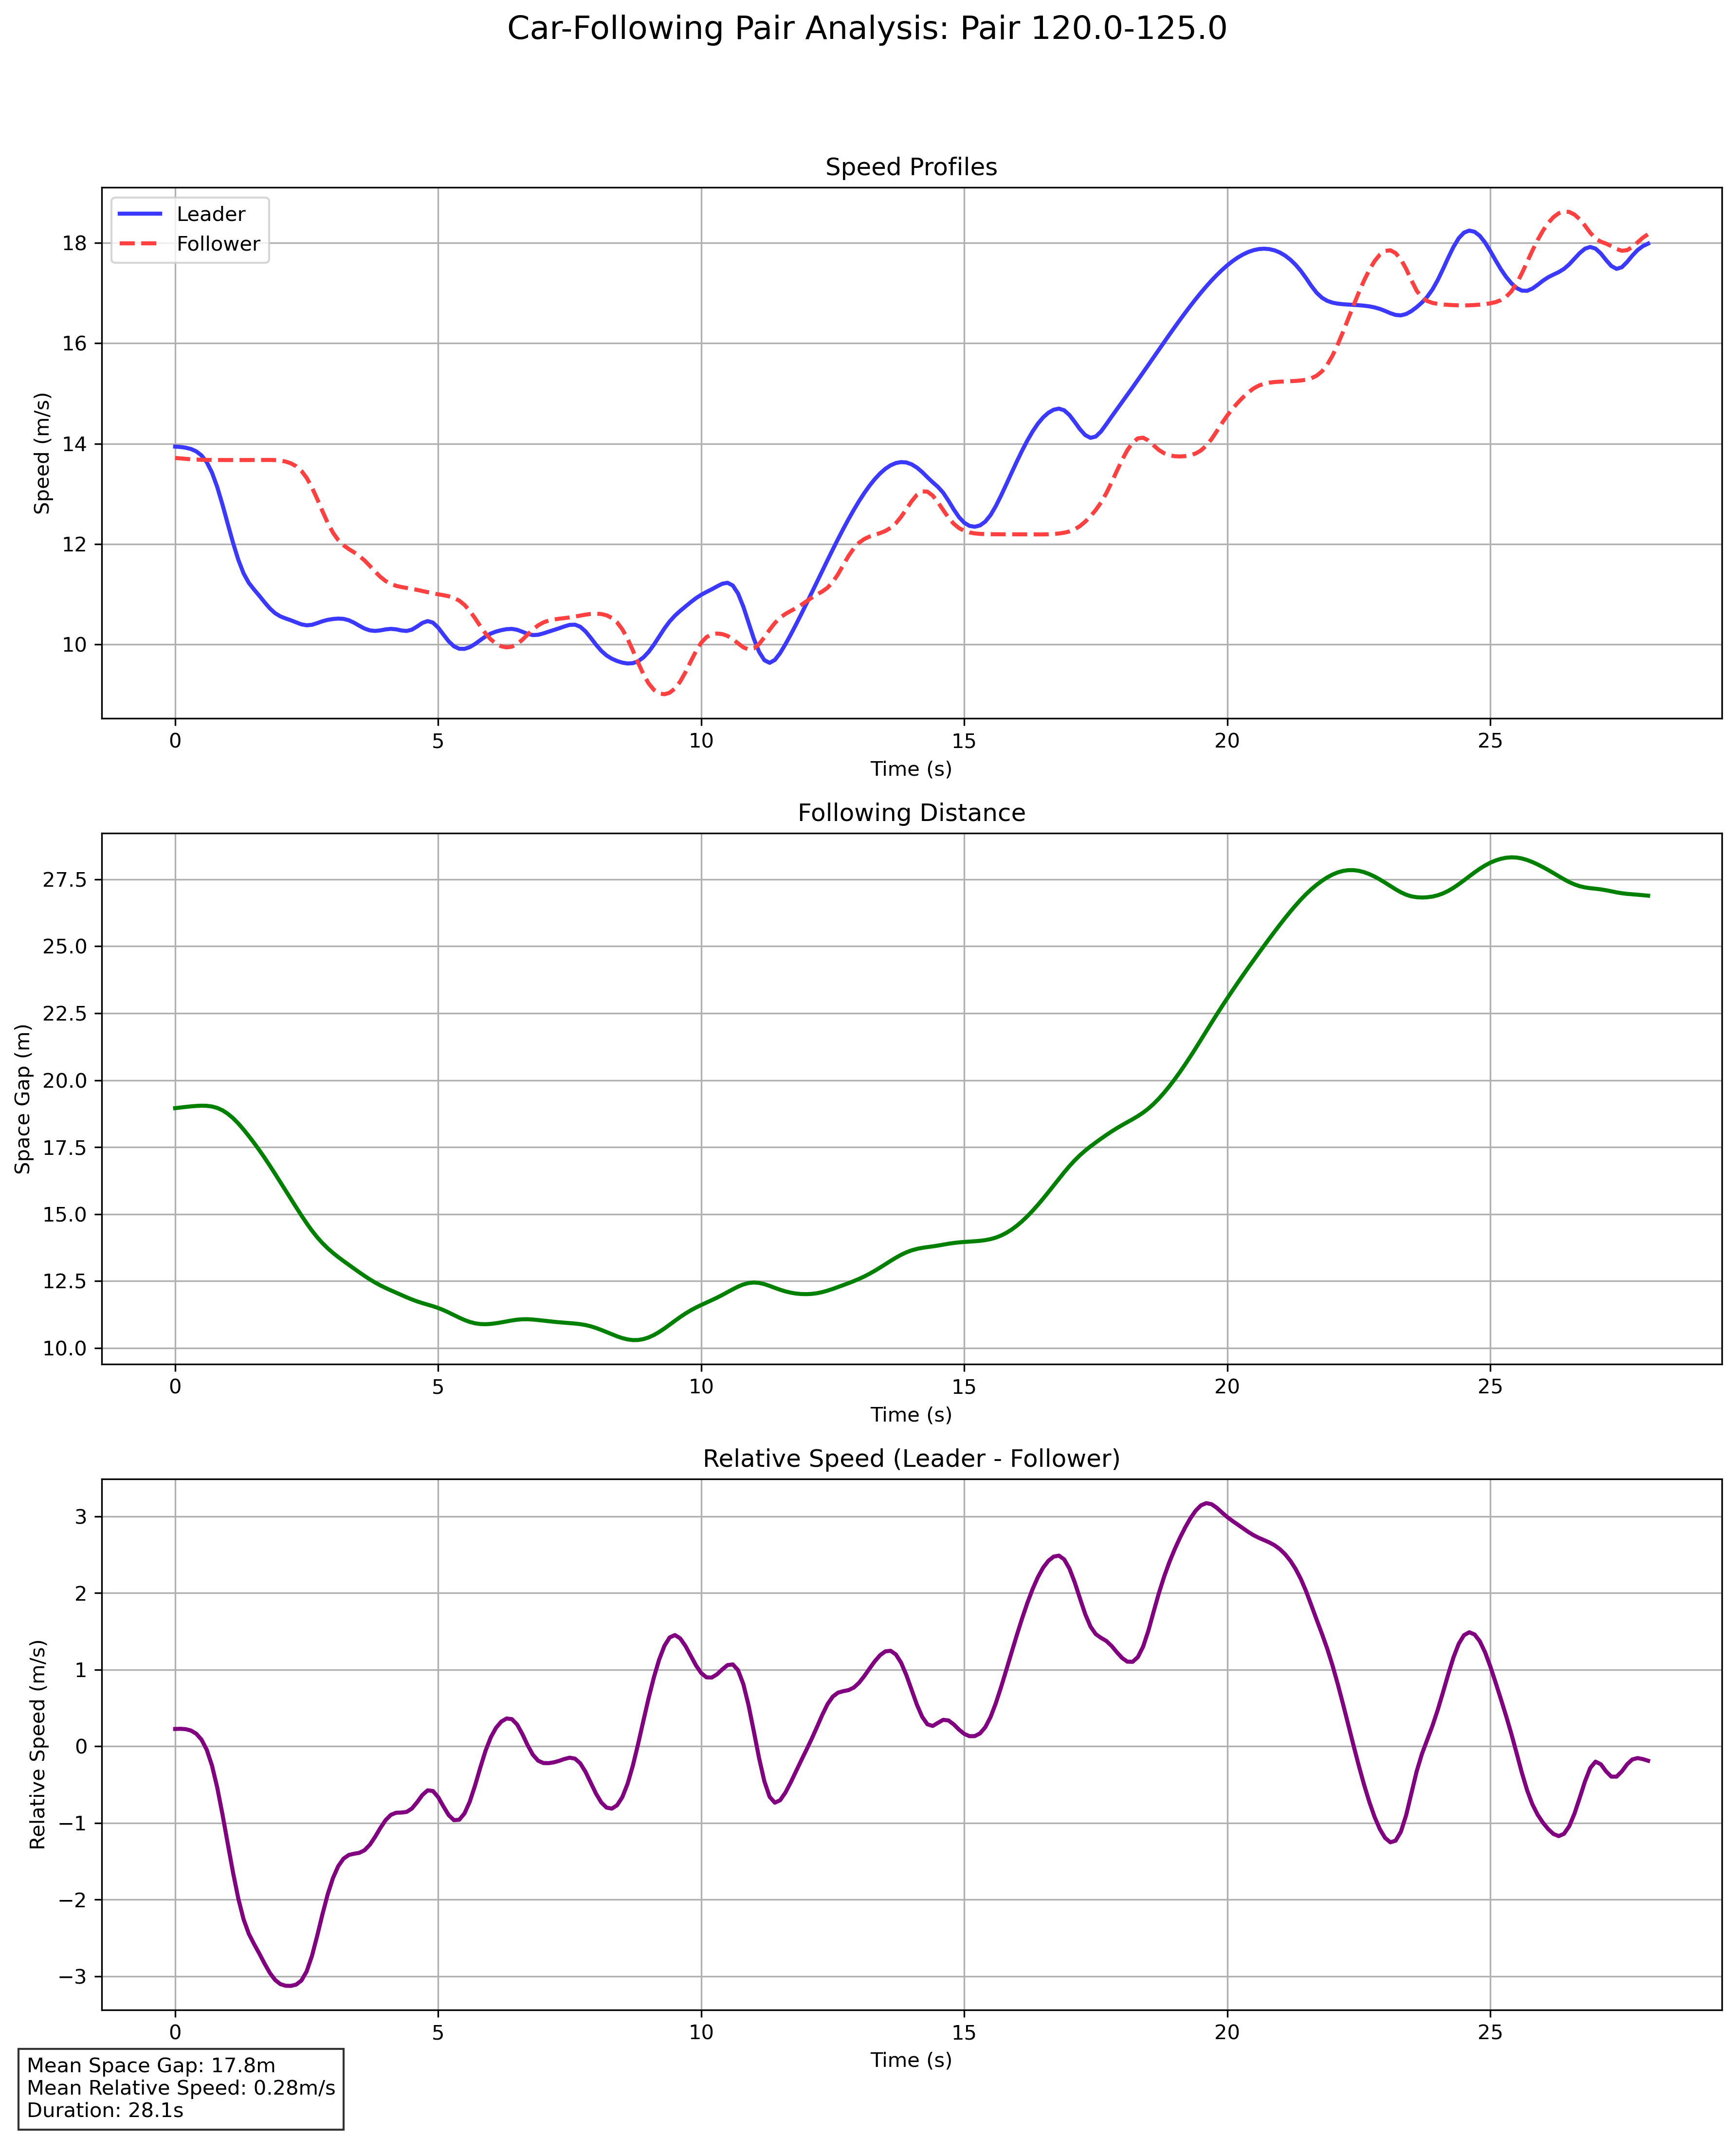 Car-Following Pair Analysis: Pair 120.0-125.0
Speed Profiles
Leader
Follower
Speed (m/s)
18
16
14
12
10
0 5 10 15 20 25
Time (s)
Following Distance
Space Gap (m)
27.5
25.0
22.5
20.0
17.5
15.0
12.5
10.0
0 5 10 15 20 25
Time (s)
Relative Speed (Leader - Follower)
Relative Speed (m/s)
3
2
1
0
−1
−2
−3
0 5 10 15 20 25
Time (s)
Mean Space Gap: 17.8m
Mean Relative Speed: 0.28m/s
Duration: 28.1s